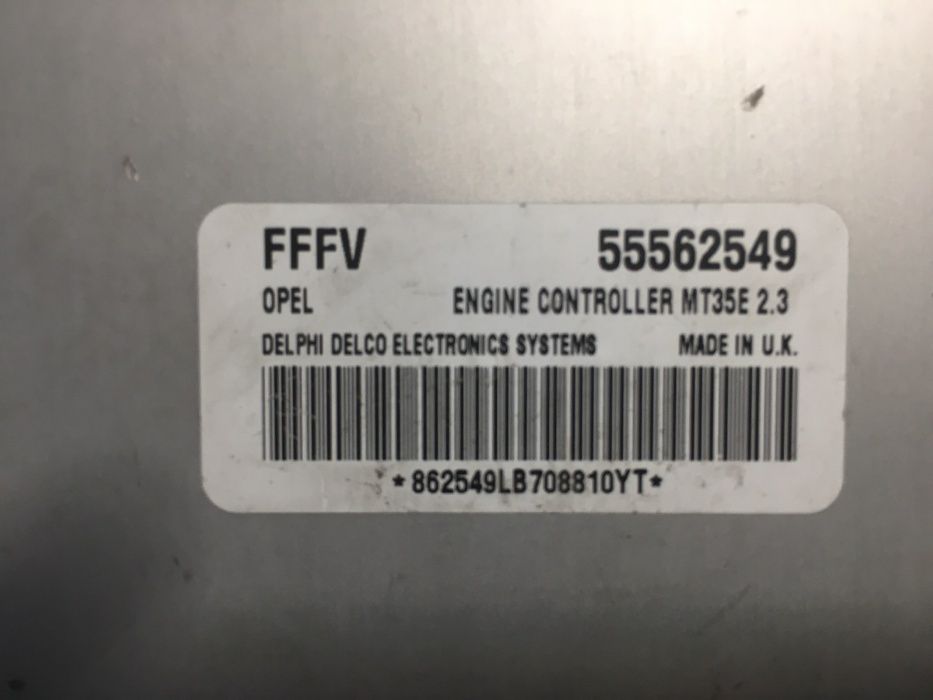 FFFV 55562549
OPEL ENGINE CONTROLLER MT35E 2.3
DELPHI DELCO ELECTRONICS SYSTEMS MADE IN U.K.
*862549LB708810YT*